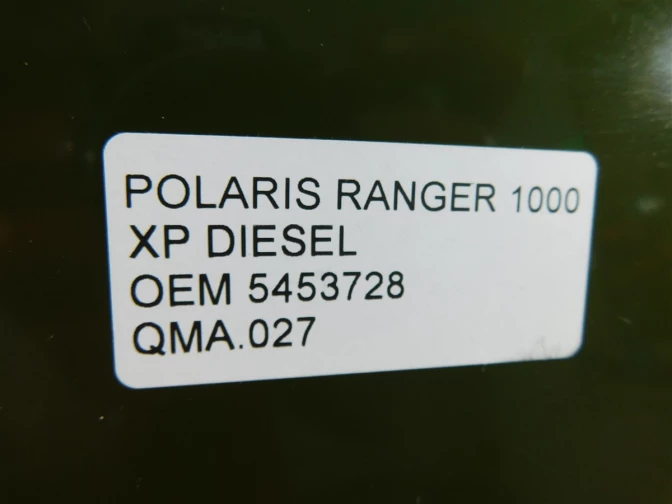 POLARIS RANGER 1000
XP DIESEL
OEM 5453728
QMA.027